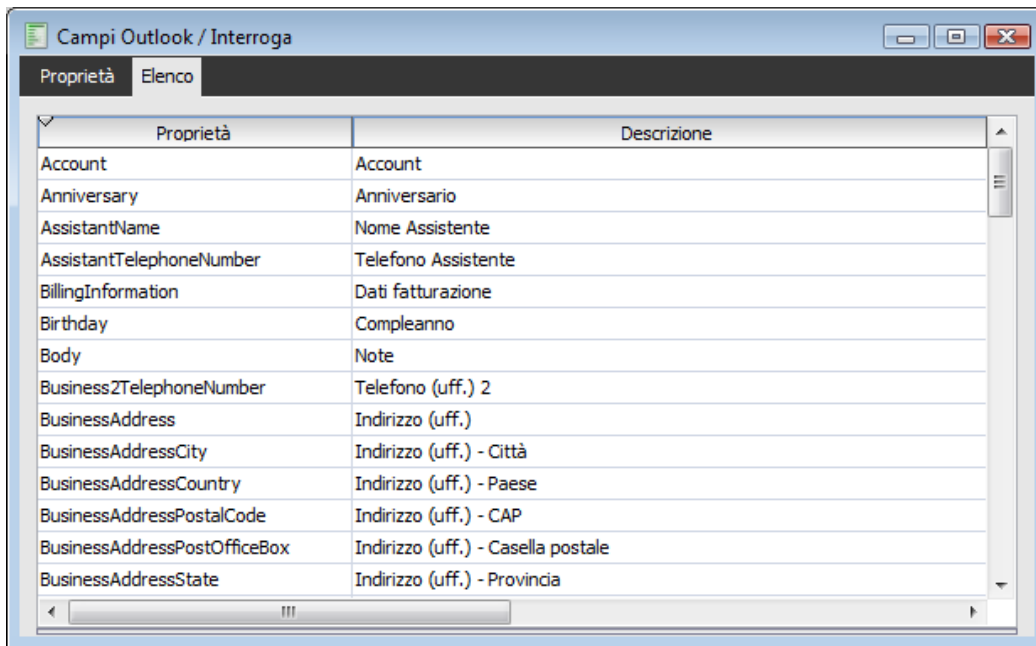 Campi Outlook / Interroga
Proprietà Elenco
Proprietà Descrizione
Account Account
Anniversary Anniversario
AssistantName Nome Assistente
AssistantTelephoneNumber Telefono Assistente
BillingInformation Dati fatturazione
Birthday Compleanno
Body Note
Business2TelephoneNumber Telefono (uff.) 2
BusinessAddress Indirizzo (uff.)
BusinessAddressCity Indirizzo (uff.) - Città
BusinessAddressCountry Indirizzo (uff.) - Paese
BusinessAddressPostalCode Indirizzo (uff.) - CAP
BusinessAddressPostOfficeBox Indirizzo (uff.) - Casella postale
BusinessAddressState Indirizzo (uff.) - Provincia